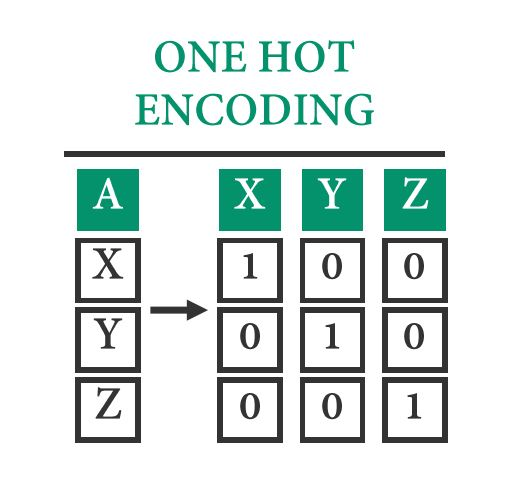 ONE HOT
ENCODING
A X Y Z
X 1 0 0
Y 0 1 0
Z 0 0 1